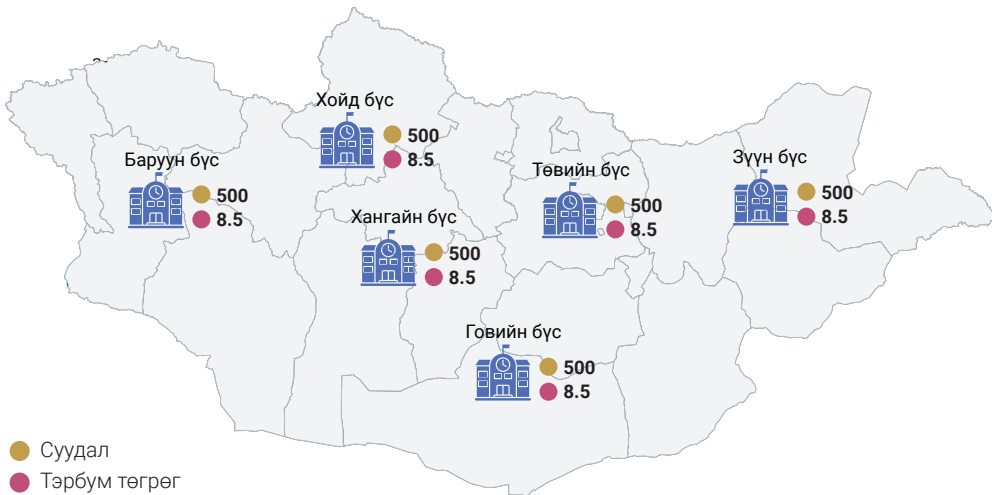 Хойд бүс
500
8.5
Баруун бүс
500
8.5
Төвийн бүс
500
8.5
Зүүн бүс
500
8.5
Хангайн бүс
500
8.5
Говийн бүс
500
8.5
Суудал
Тэрбум төгрөг